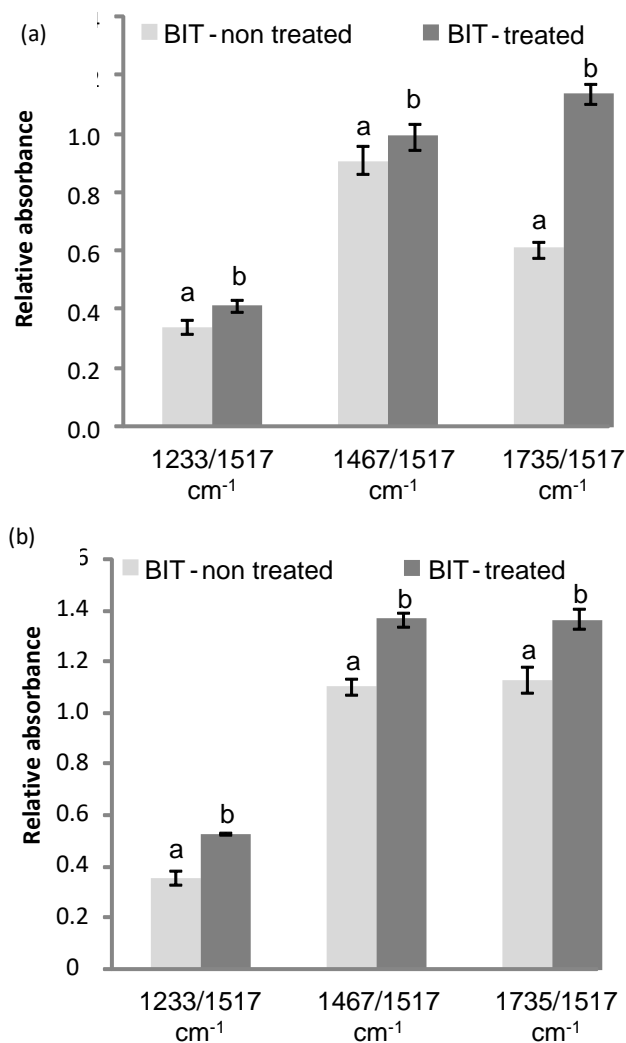 (a)
BIT - non treated
BIT - treated
Relative absorbance
1.0
0.8
0.6
0.4
0.2
0.0
a
b
a
b
a
b
1233/1517
cm⁻¹
1467/1517
cm⁻¹
1735/1517
cm⁻¹
(b)
BIT - non treated
BIT - treated
Relative absorbance
1.4
1.2
1.0
0.6
0.4
0.2
0
a
b
a
b
a
b
1233/1517
cm⁻¹
1467/1517
cm⁻¹
1735/1517
cm⁻¹